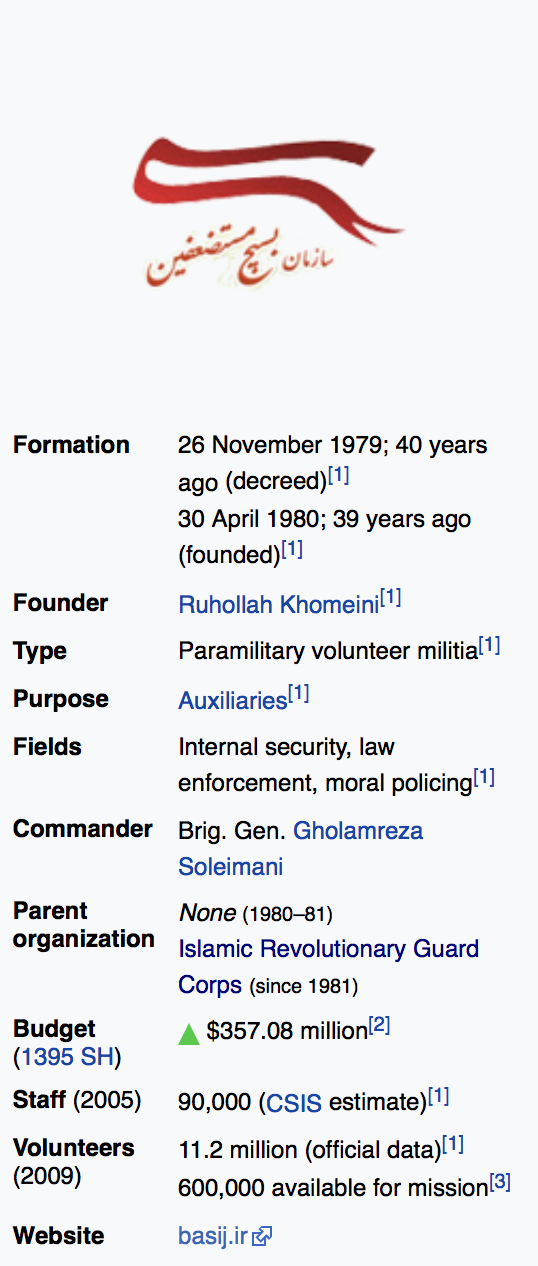 سازمان بسیج مستضعفین
Formation
26 November 1979; 40 years
ago (decreed)[1]
30 April 1980; 39 years ago
(founded)[1]
Founder
Ruhollah Khomeini[1]
Type
Paramilitary volunteer militia[1]
Purpose
Auxiliaries[1]
Fields
Internal security, law
enforcement, moral policing[1]
Commander
Brig. Gen. Gholamreza
Soleimani
Parent
organization
None (1980–81)
Islamic Revolutionary Guard
Corps (since 1981)
Budget
(1395 SH)
$357.08 million[2]
Staff (2005)
90,000 (CSIS estimate)[1]
Volunteers
(2009)
11.2 million (official data)[1]
600,000 available for mission[3]
Website
basij.ir